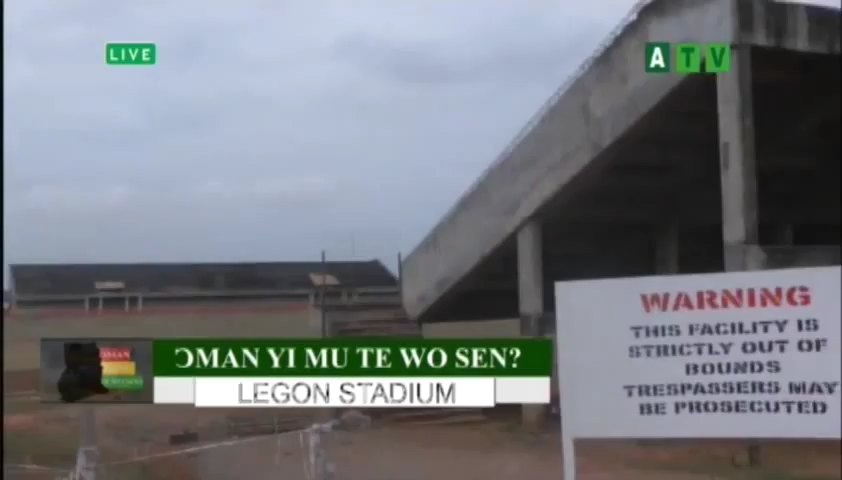 LIVE
ATV
ƆMAN YI MU TE WO SEN?
LEGON STADIUM
OMAN
WARNING
THIS FACILITY IS
STRICTLY OUT OF
BOUNDS
TRESPASSERS MAY
BE PROSECUTED